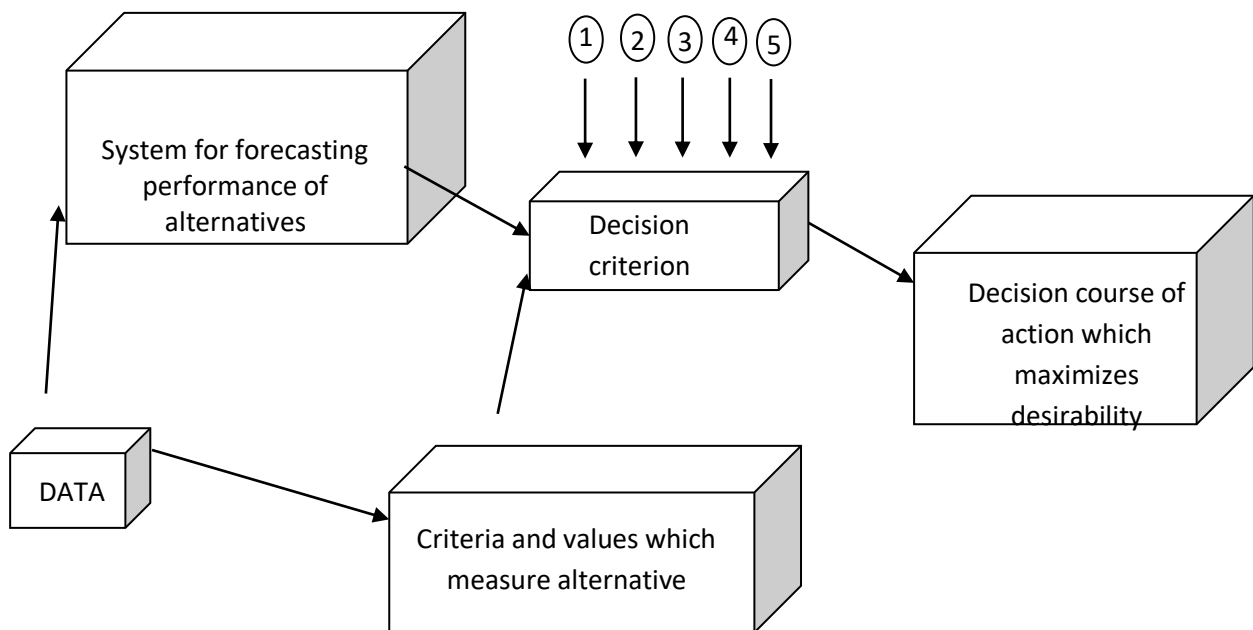 1 2 3 4 5
System for forecasting
performance of
alternatives
Decision
criterion
Decision course of
action which
maximizes
desirability
DATA
Criteria and values which
measure alternative